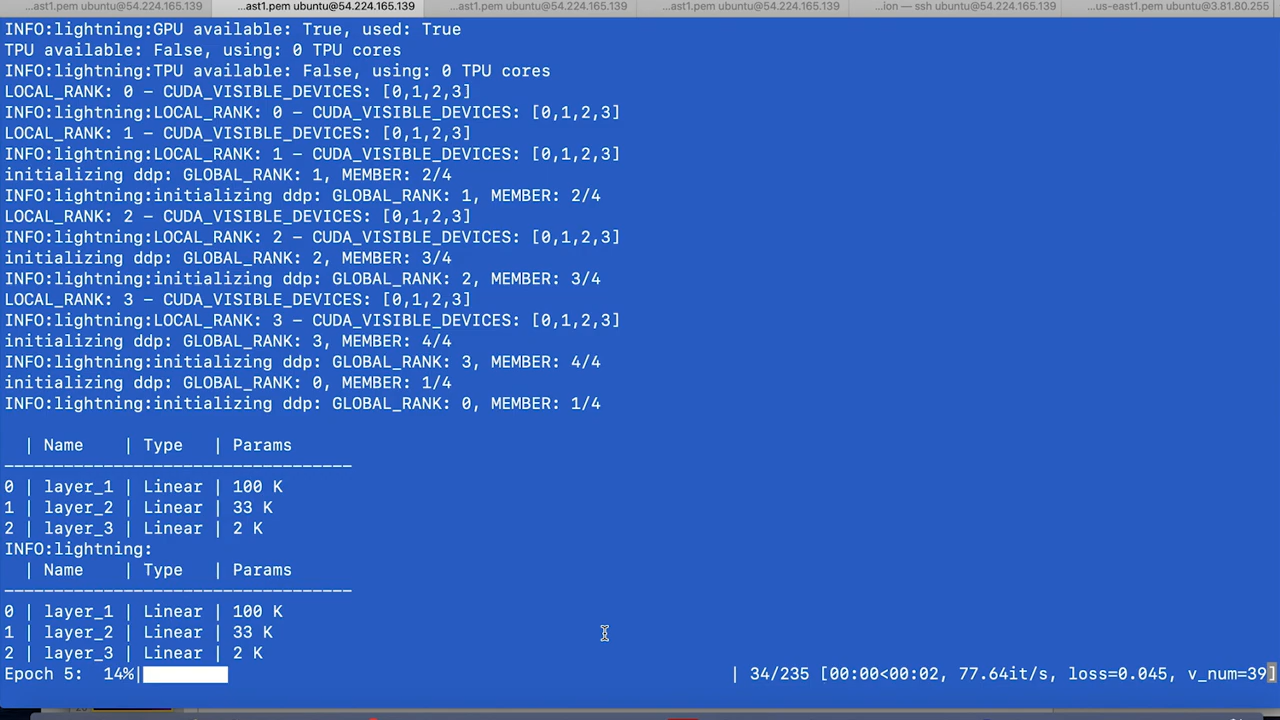 ...ast1.pem ubuntu@54.224.165.139 ...ast1.pem ubuntu@54.224.165.139 ...ast1.pem ubuntu@54.224.165.139 ...ast1.pem ubuntu@54.224.165.139 ...ion — ssh ubuntu@54.224.165.139 ...us-east1.pem ubuntu@3.81.80.255
INFO:lightning:GPU available: True, used: True
TPU available: False, using: 0 TPU cores
INFO:lightning:TPU available: False, using: 0 TPU cores
LOCAL_RANK: 0 - CUDA_VISIBLE_DEVICES: [0,1,2,3]
INFO:lightning:LOCAL_RANK: 0 - CUDA_VISIBLE_DEVICES: [0,1,2,3]
LOCAL_RANK: 1 - CUDA_VISIBLE_DEVICES: [0,1,2,3]
INFO:lightning:LOCAL_RANK: 1 - CUDA_VISIBLE_DEVICES: [0,1,2,3]
initializing ddp: GLOBAL_RANK: 1, MEMBER: 2/4
INFO:lightning:initializing ddp: GLOBAL_RANK: 1, MEMBER: 2/4
LOCAL_RANK: 2 - CUDA_VISIBLE_DEVICES: [0,1,2,3]
INFO:lightning:LOCAL_RANK: 2 - CUDA_VISIBLE_DEVICES: [0,1,2,3]
initializing ddp: GLOBAL_RANK: 2, MEMBER: 3/4
INFO:lightning:initializing ddp: GLOBAL_RANK: 2, MEMBER: 3/4
LOCAL_RANK: 3 - CUDA_VISIBLE_DEVICES: [0,1,2,3]
INFO:lightning:LOCAL_RANK: 3 - CUDA_VISIBLE_DEVICES: [0,1,2,3]
initializing ddp: GLOBAL_RANK: 3, MEMBER: 4/4
INFO:lightning:initializing ddp: GLOBAL_RANK: 3, MEMBER: 4/4
initializing ddp: GLOBAL_RANK: 0, MEMBER: 1/4
INFO:lightning:initializing ddp: GLOBAL_RANK: 0, MEMBER: 1/4
  | Name    | Type   | Params
-----------------------------------
0 | layer_1 | Linear | 100 K
1 | layer_2 | Linear | 33 K
2 | layer_3 | Linear | 2 K
INFO:lightning:
  | Name    | Type   | Params
-----------------------------------
0 | layer_1 | Linear | 100 K
1 | layer_2 | Linear | 33 K
2 | layer_3 | Linear | 2 K
Epoch 5:  14%| | 34/235 [00:00<00:02, 77.64it/s, loss=0.045, v_num=39]